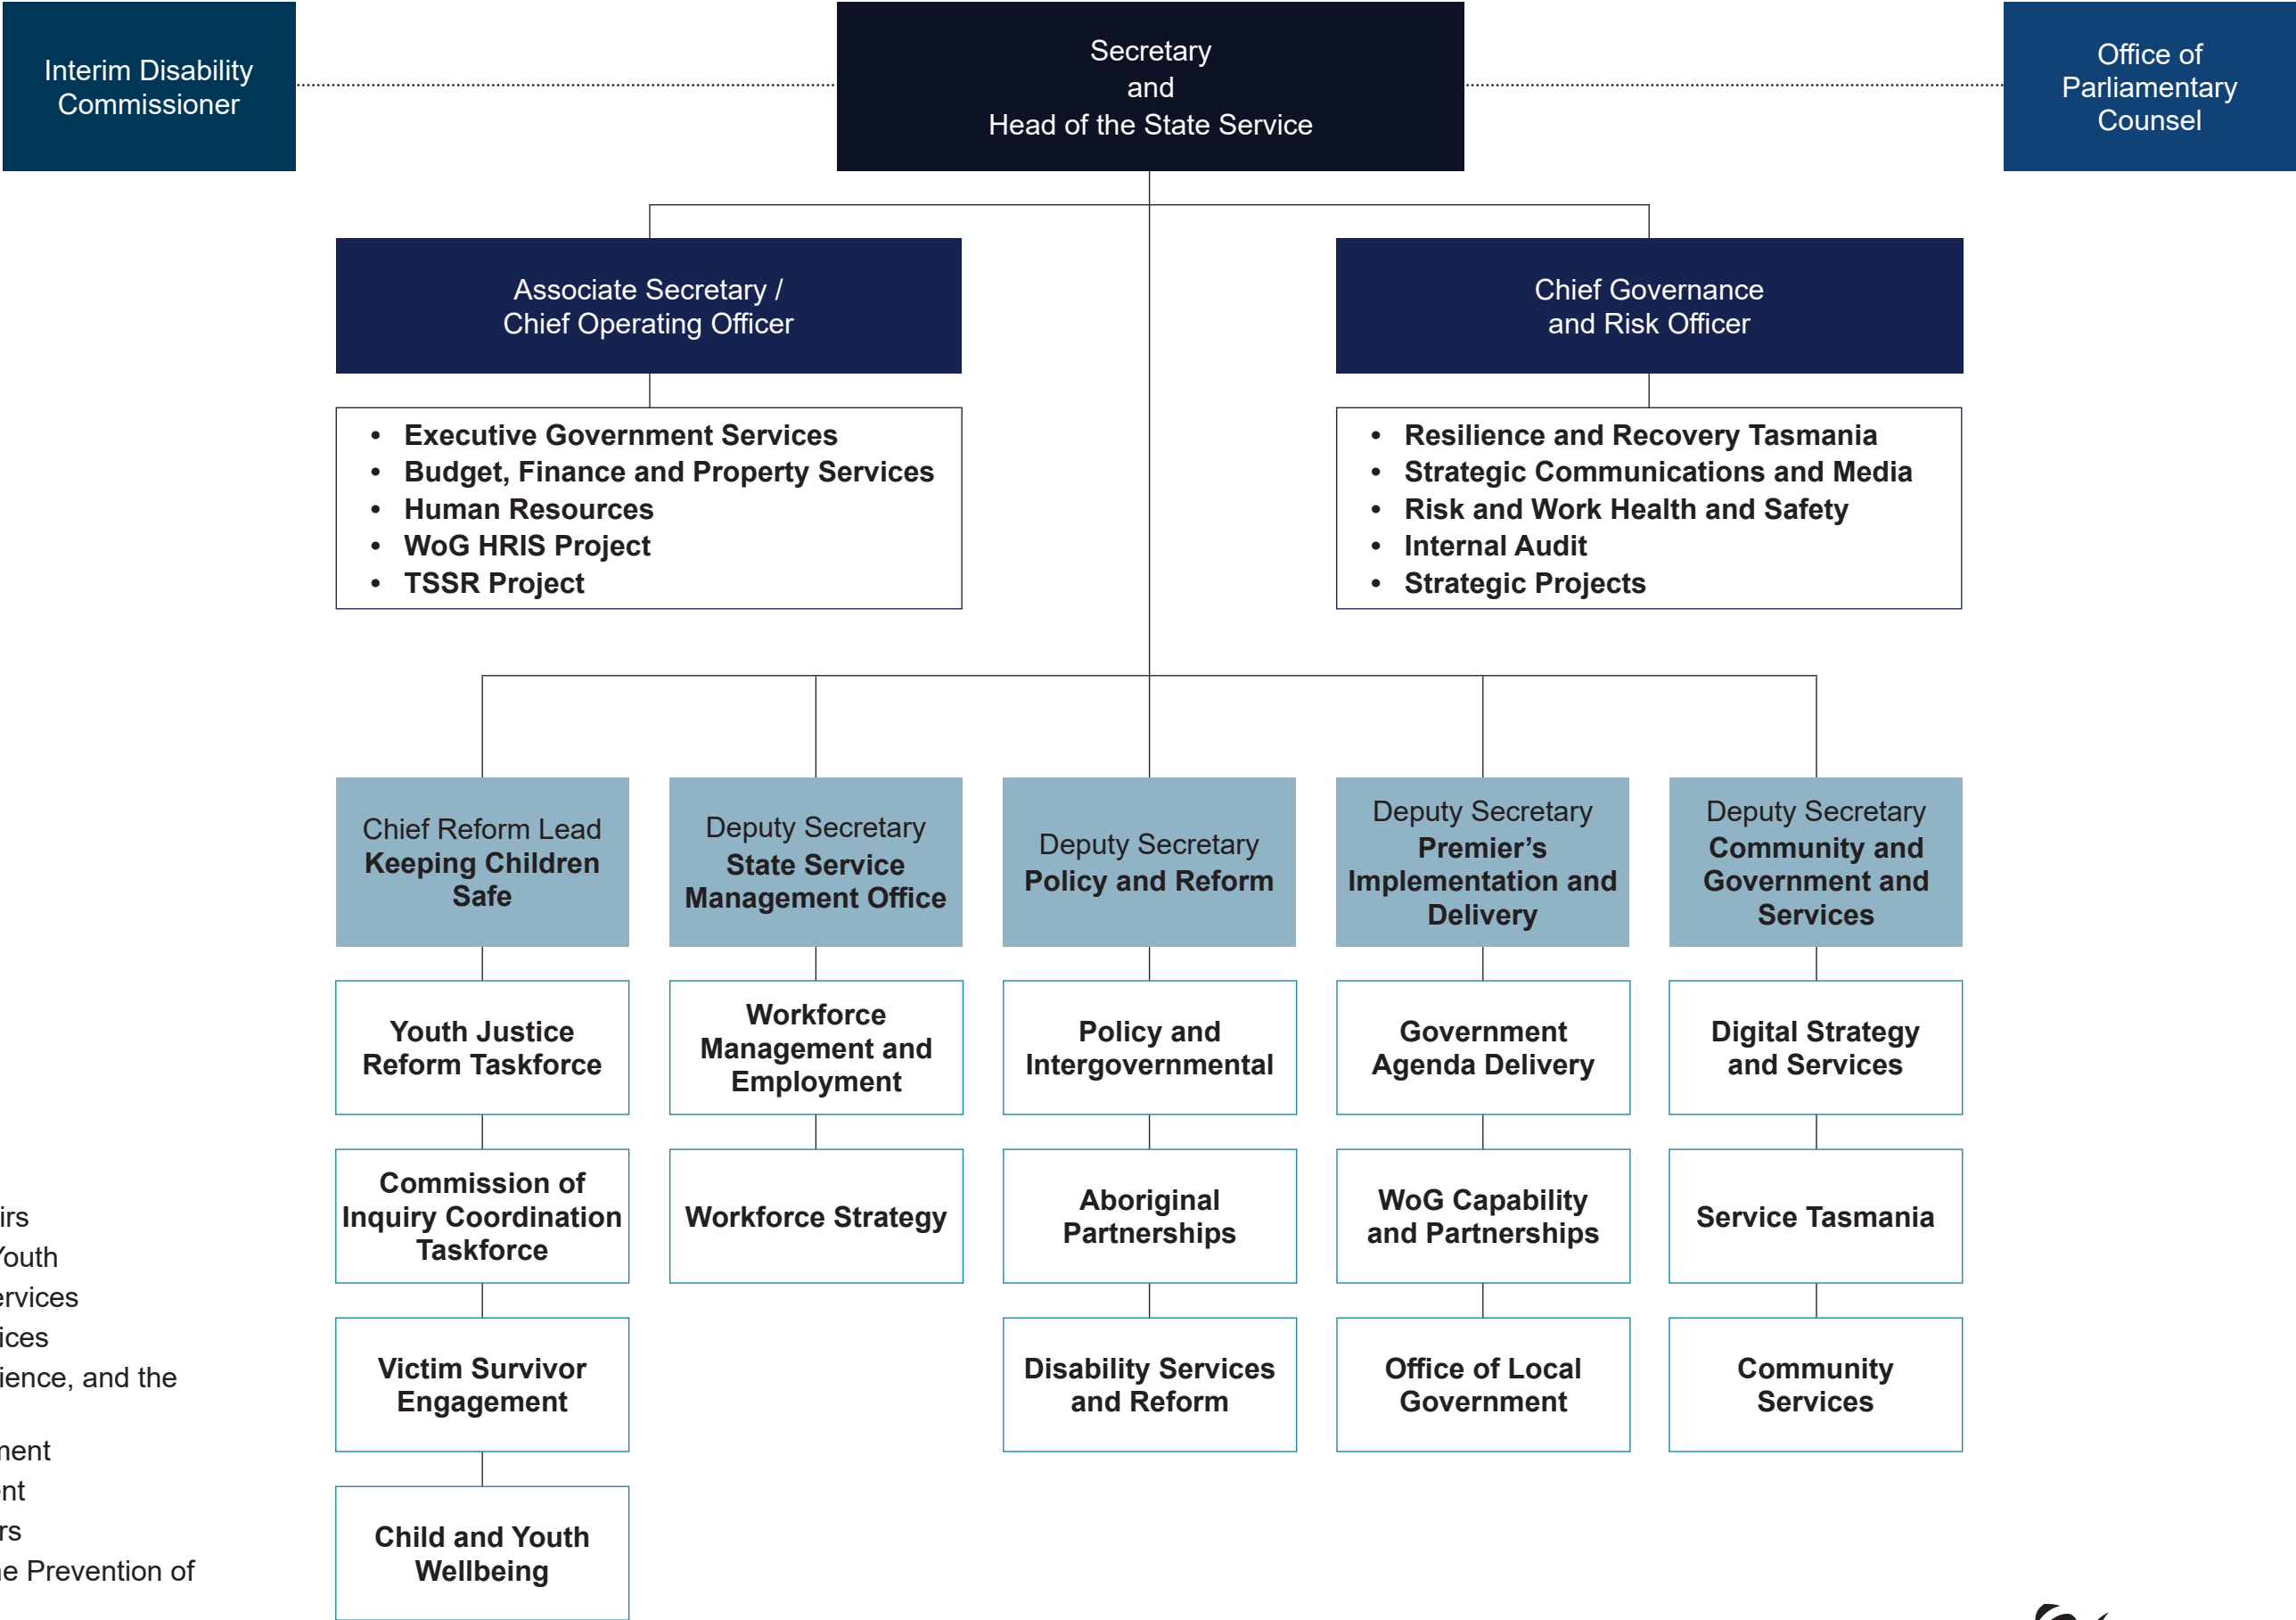 Interim Disability
Commissioner
Secretary
and
Head of the State Service
Office of
Parliamentary
Counsel
Associate Secretary /
Chief Operating Officer
Chief Governance
and Risk Officer
• Executive Government Services
• Budget, Finance and Property Services
• Human Resources
• WoG HRIS Project
• TSSR Project
• Resilience and Recovery Tasmania
• Strategic Communications and Media
• Risk and Work Health and Safety
• Internal Audit
• Strategic Projects
Chief Reform Lead
Keeping Children
Safe
Deputy Secretary
State Service
Management Office
Deputy Secretary
Policy and Reform
Deputy Secretary
Premier’s
Implementation and
Delivery
Deputy Secretary
Community and
Government and
Services
Youth Justice
Reform Taskforce
Workforce
Management and
Employment
Policy and
Intergovernmental
Government
Agenda Delivery
Digital Strategy
and Services
Commission of
Inquiry Coordination
Taskforce
Workforce Strategy
Aboriginal
Partnerships
WoG Capability
and Partnerships
Service Tasmania
Victim Survivor
Engagement
Disability Services
and Reform
Office of Local
Government
Community
Services
Child and Youth
Wellbeing
and the
Prevention of